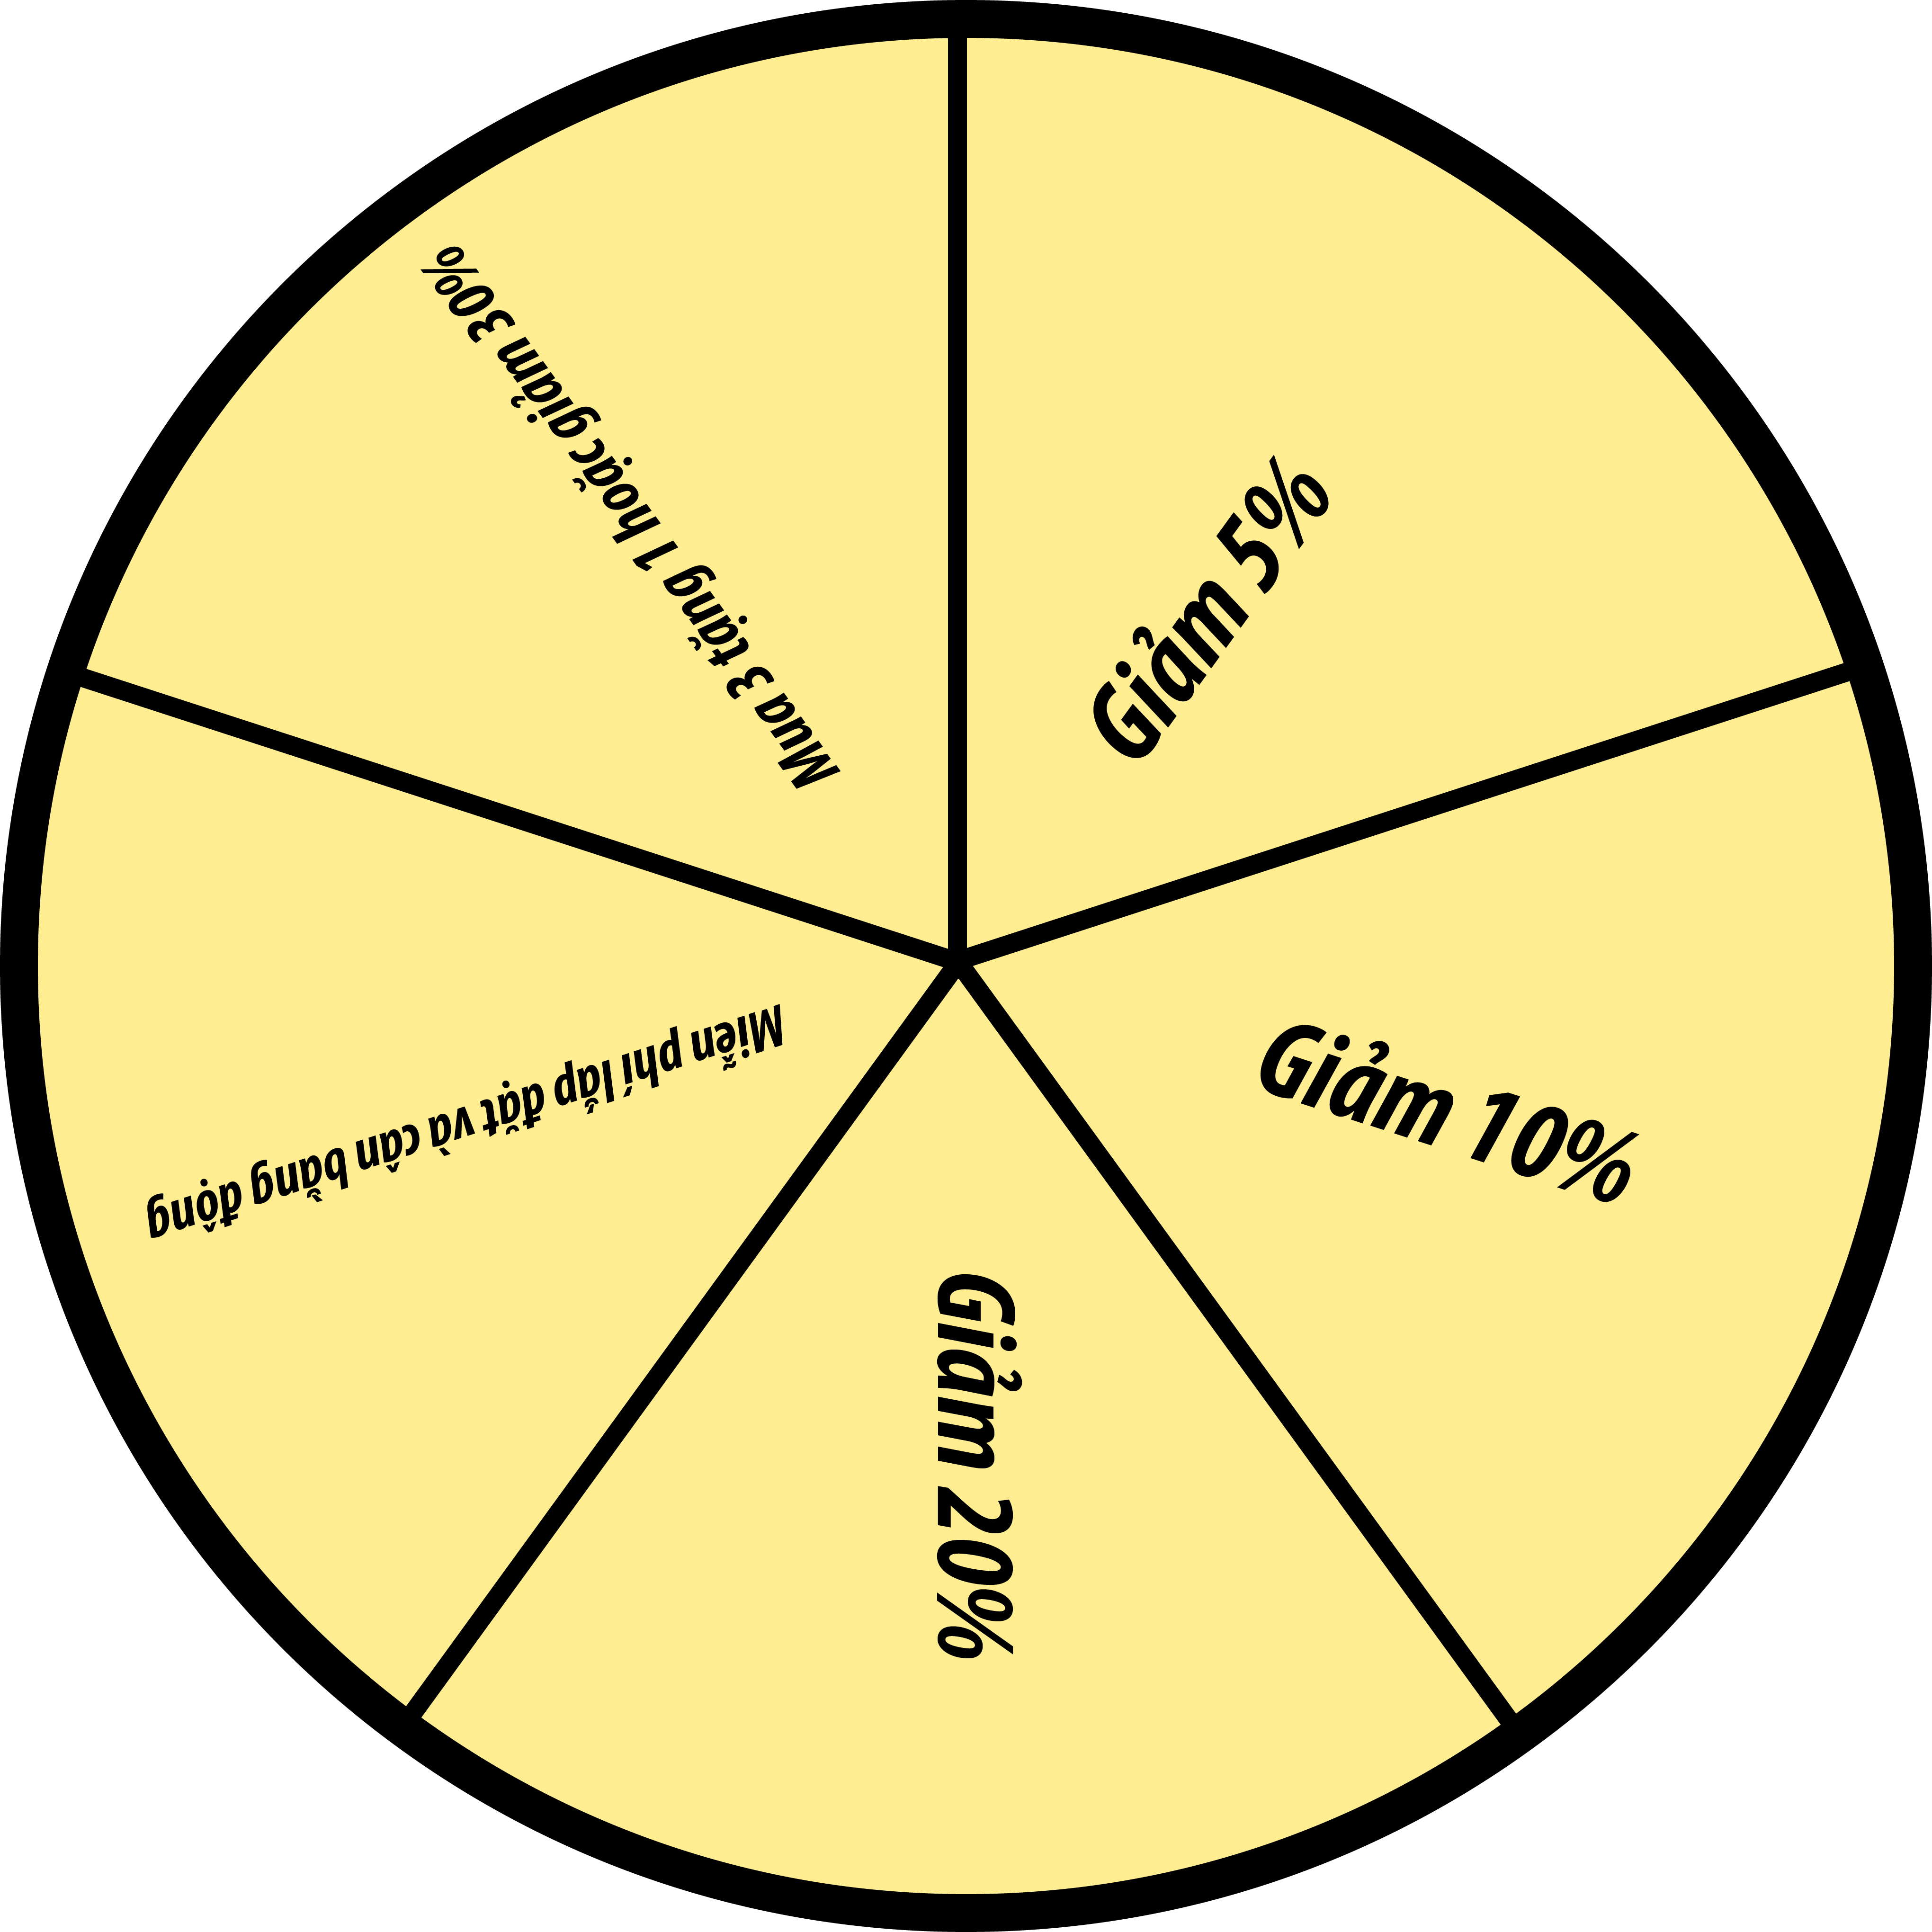 Giảm 5%
Giảm 10%
Giảm 20%
Miễn phí lắp đặt và cân bằng động
Mua 3 tặng 1 hoặc giảm 30%